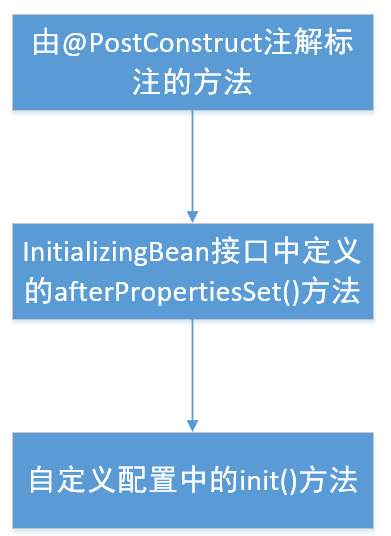 由@PostConstruct注解标
注的方法
InitializingBean接口中定义
的afterPropertiesSet()方法
自定义配置中的init()方法